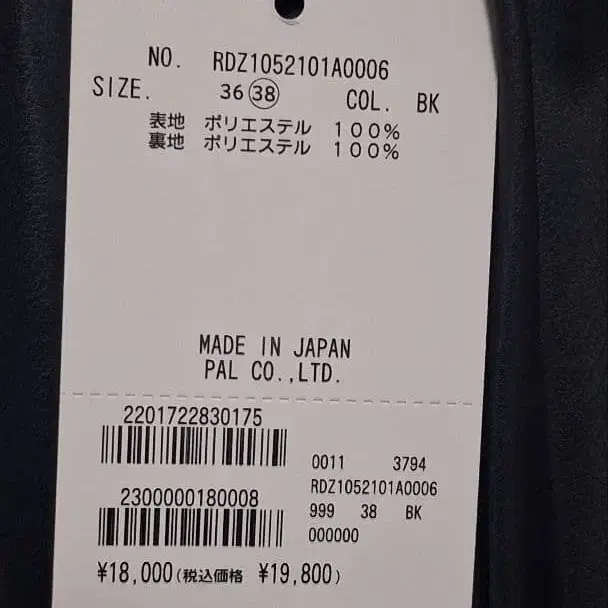 NO. RDZ1052101A0006
SIZE. 36 ㊳ COL. BK
表地 ポリエステル 100%
裏地 ポリエステル 100%
MADE IN JAPAN
PAL CO.,LTD.
2201722830175
0011 3794
RDZ1052101A0006
2300000180008
999 38 BK
000000
¥18,000(税込価格 ¥19,800)